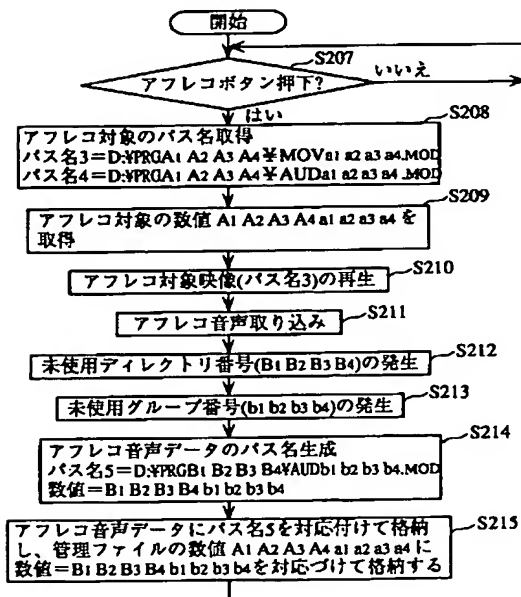 開始
S207
アフレコボタン押下?
いいえ
はい
S208
アフレコ対象のパス名取得
パス名3=D:¥PRGA1 A2 A3 A4¥MOVa1 a2 a3 a4.MOD
パス名4=D:¥PRGA1 A2 A3 A4¥AUDa1 a2 a3 a4.MOD
S209
アフレコ対象の数値 A1 A2 A3 A4 a1 a2 a3 a4 を
取得
S210
アフレコ対象映像(パス名3)の再生
S211
アフレコ音声取り込み
S212
未使用ディレクトリ番号(B1 B2 B3 B4)の発生
S213
未使用グループ番号(b1 b2 b3 b4)の発生
S214
アフレコ音声データのパス名生成
パス名5=D:¥PRGB1 B2 B3 B4¥AUDb1 b2 b3 b4.MOD
数値=B1 B2 B3 B4 b1 b2 b3 b4
S215
アフレコ音声データにパス名5を対応付けて格納
し、管理ファイルの数値 A1 A2 A3 A4 a1 a2 a3 a4 に
数値=B1 B2 B3 B4 b1 b2 b3 b4を対応づけて格納する